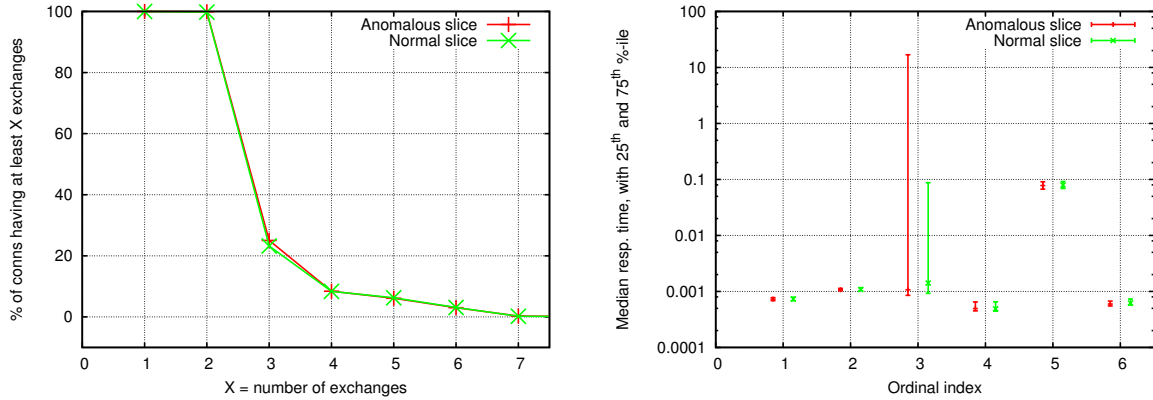 100
80
60
40
20
0
0 1 2 3 4 5 6 7
% of conns having at least X exchanges
X = number of exchanges
Anomalous slice
Normal slice
100
10
1
0.1
0.01
0.001
0.0001
0 1 2 3 4 5 6
Median resp. time, with 25th and 75th %-ile
Ordinal index
Anomalous slice
Normal slice